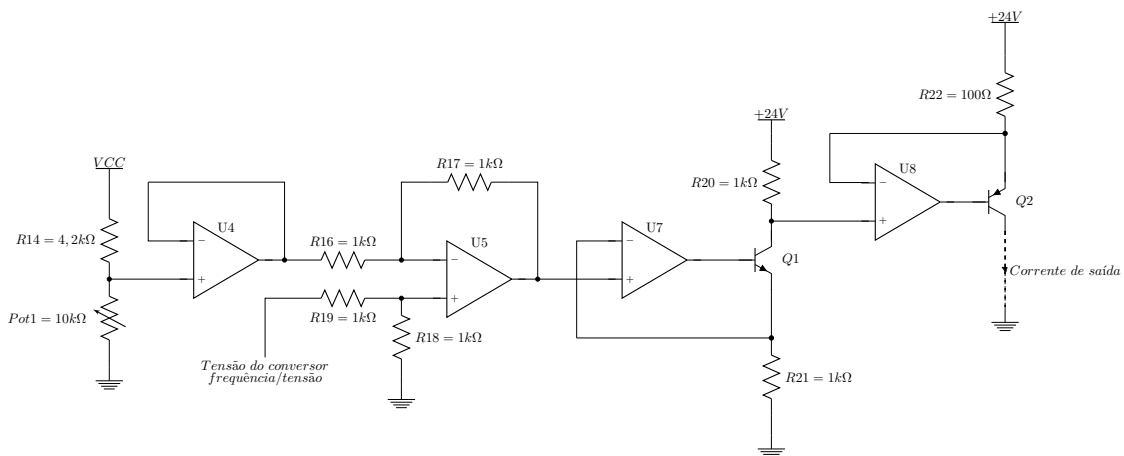 +24V
R22 = 100Ω
+24V
U8
−
+
Q2
Corrente de saída
VCC
R14 = 4, 2kΩ
Pot1 = 10kΩ
U4
−
+
R16 = 1kΩ
R17 = 1kΩ
U5
−
+
R19 = 1kΩ
R18 = 1kΩ
Tensão do conversor
frequência/tensão
U7
−
+
R20 = 1kΩ
Q1
R21 = 1kΩ